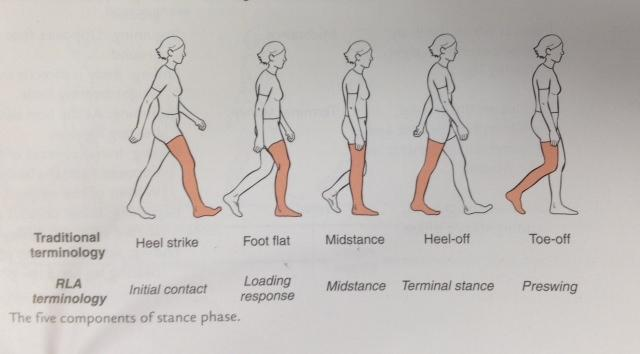 Traditional terminology
Heel strike
Foot flat
Midstance
Heel-off
Toe-off
RLA terminology
Initial contact
Loading response
Midstance
Terminal stance
Preswing
The five components of stance phase.